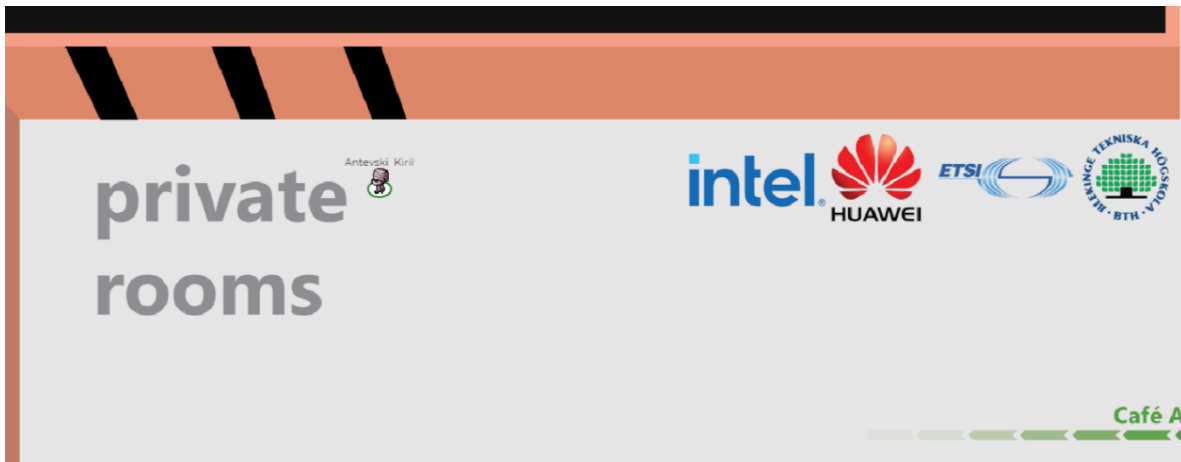 private
rooms
Antevski Kiril
intel.
HUAWEI
ETSI
BLEKINGE TEKNISKA HÖGSKOLA · BTH ·
Café A